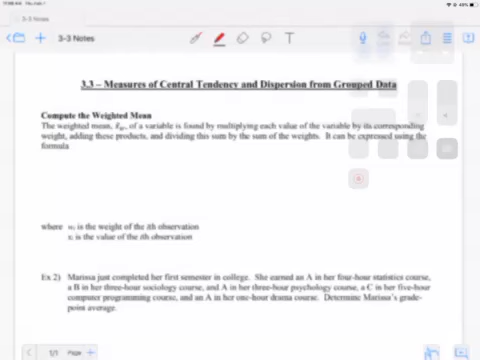 3-3 Notes
3-3 Notes
3.3 – Measures of Central Tendency and Dispersion from Grouped Data
Compute the Weighted Mean
The weighted mean, x̄w, of a variable is found by multiplying each value of the variable by its corresponding
weight, adding these products, and dividing this sum by the sum of the weights. It can be expressed using the
formula
where wᵢ is the weight of the ith observation
xᵢ is the value of the ith observation
Ex 2) Marissa just completed her first semester in college. She earned an A in her four-hour statistics course,
a B in her three-hour sociology course, and A in her three-hour psychology course, a C in her five-hour
computer programming course, and an A in her one-hour drama course. Determine Marissa's grade-
point average.
1/1 Page